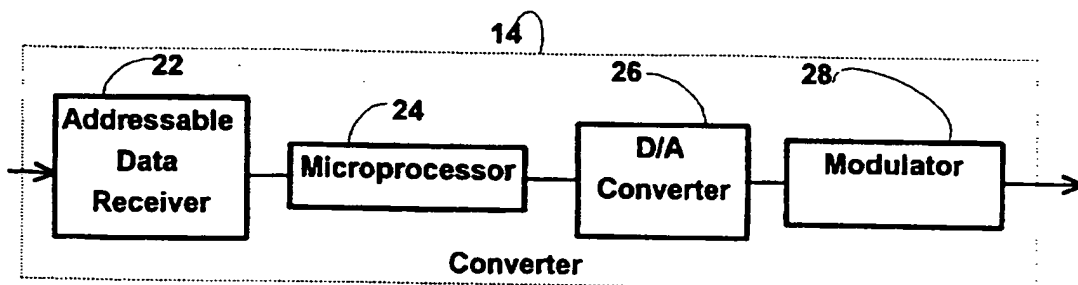 14
22
Addressable
Data
Receiver
24
Microprocessor
26
D/A
Converter
28
Modulator
Converter